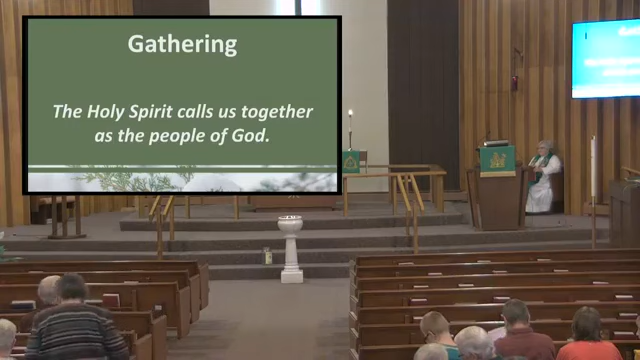 Gathering
The Holy Spirit calls us together
as the people of God.